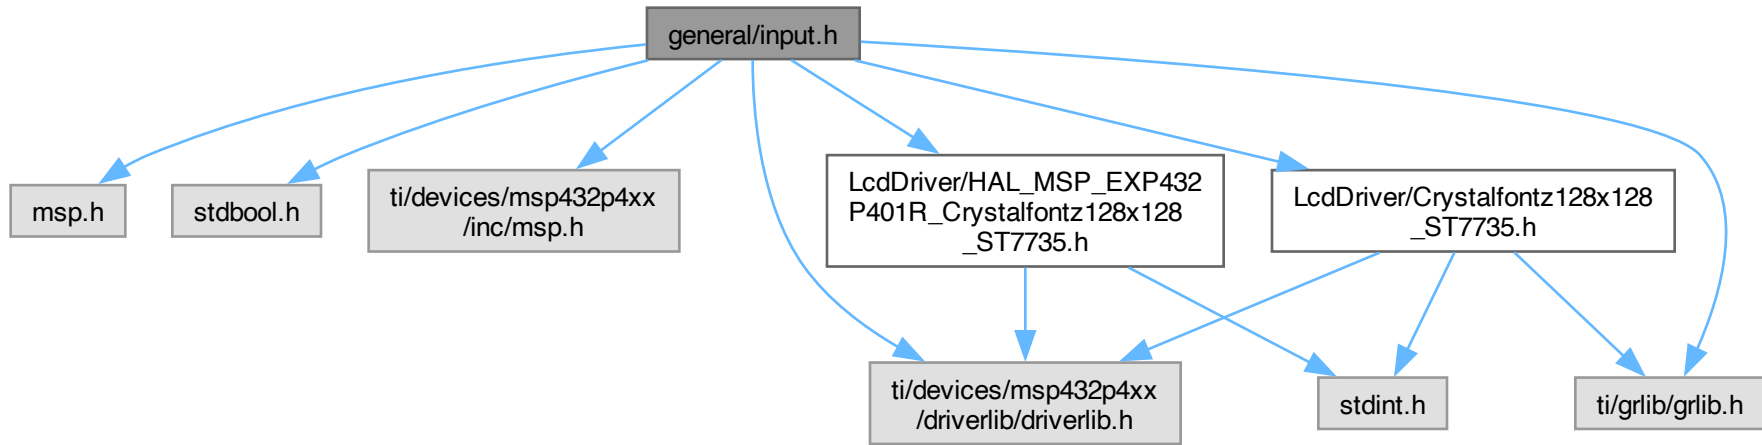 general/input.h
msp.h
stdbool.h
ti/devices/msp432p4xx
/inc/msp.h
LcdDriver/HAL_MSP_EXP432
P401R_Crystalfontz128x128
_ST7735.h
LcdDriver/Crystalfontz128x128
_ST7735.h
ti/devices/msp432p4xx
/driverlib/driverlib.h
stdint.h
ti/grlib/grlib.h